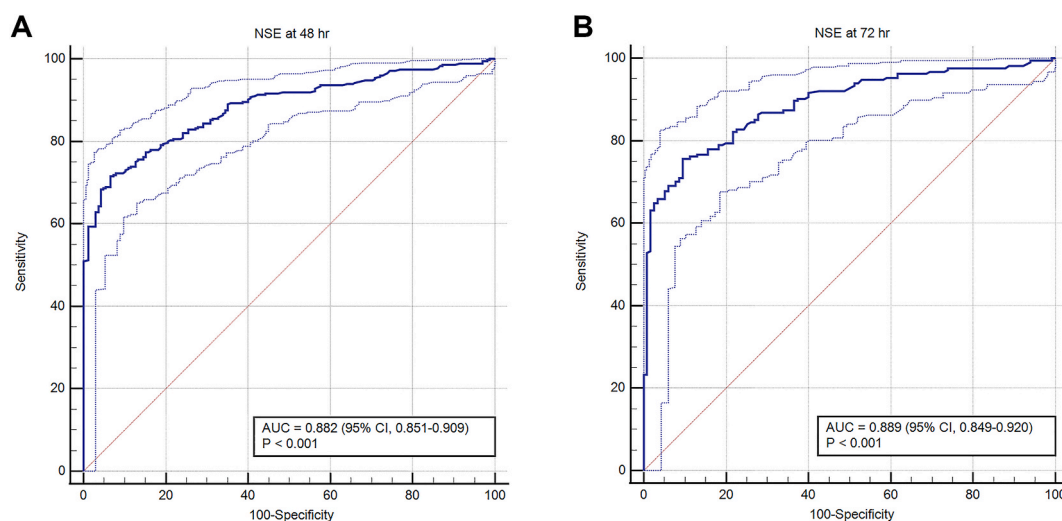 A
NSE at 48 hr
100
80
60
40
20
0
Sensitivity
AUC = 0.882 (95% CI, 0.851-0.909)
P < 0.001
0 20 40 60 80 100
100-Specificity
B
NSE at 72 hr
100
80
60
40
20
0
Sensitivity
AUC = 0.889 (95% CI, 0.849-0.920)
P < 0.001
0 20 40 60 80 100
100-Specificity